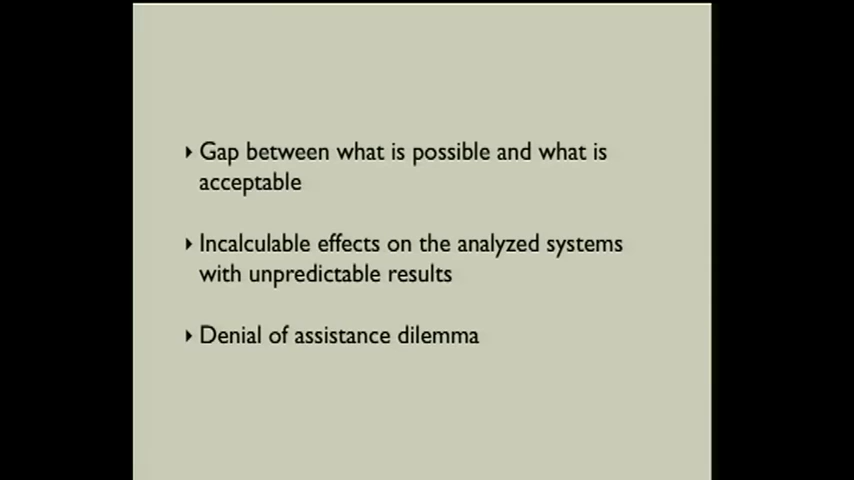 Gap between what is possible and what is
acceptable
Incalculable effects on the analyzed systems
with unpredictable results
Denial of assistance dilemma